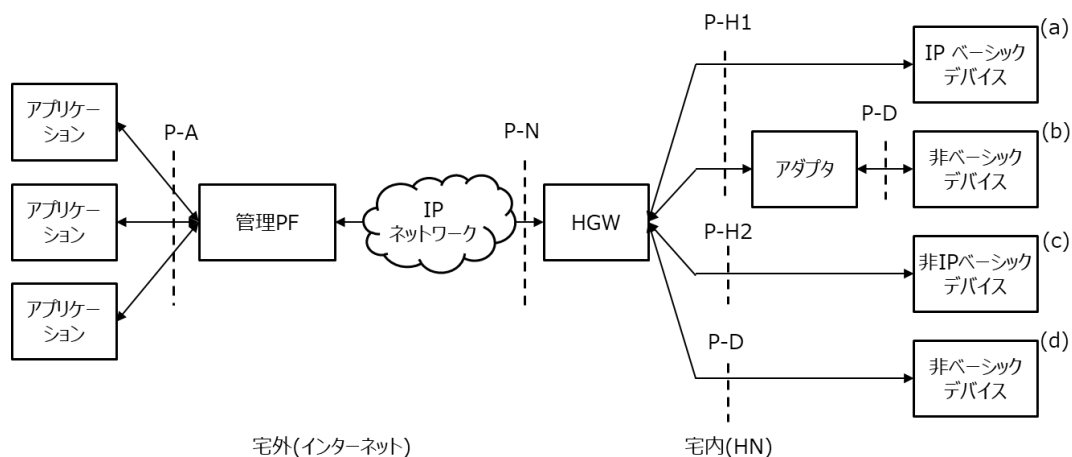 アプリケー
ション
アプリケー
ション
アプリケー
ション
P-A
管理PF
IP
ネットワーク
P-N
HGW
P-H1
(a)
IP ベーシック
デバイス
アダプタ
P-D
(b)
非ベーシック
デバイス
P-H2
(c)
非IPベーシック
デバイス
P-D
(d)
非ベーシック
デバイス
宅外(インターネット)
宅内(HN)